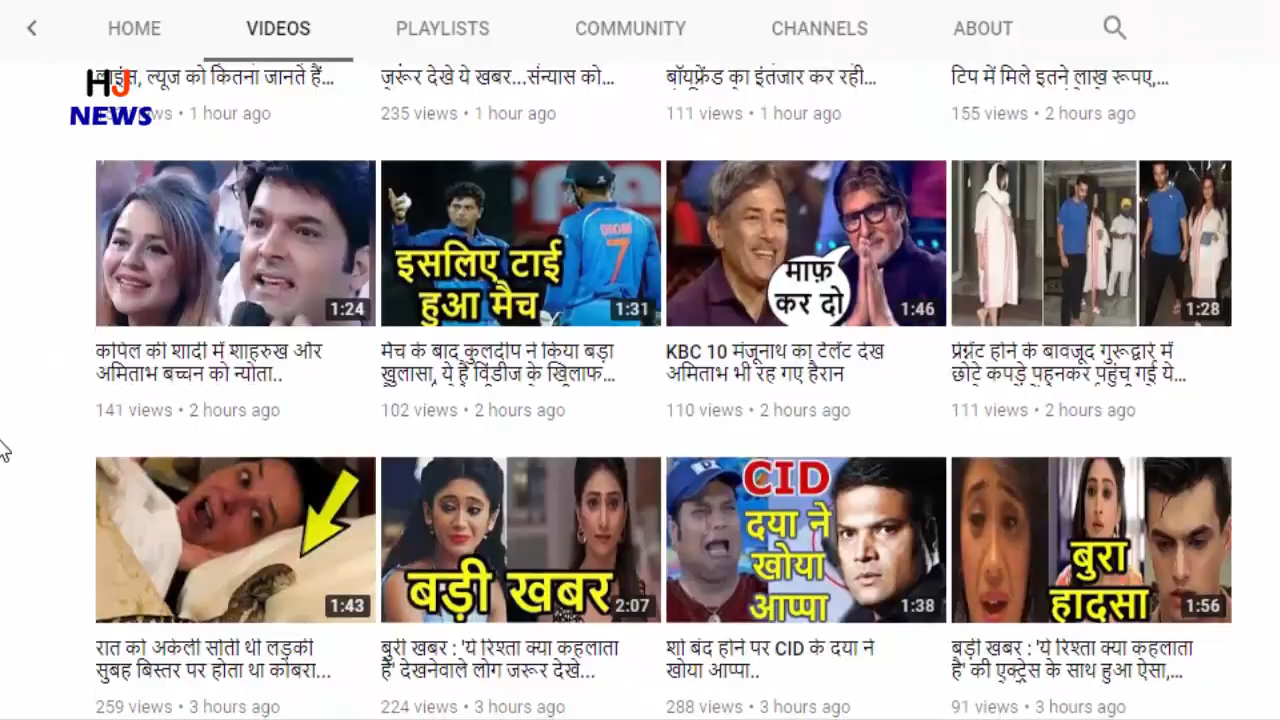 HOME VIDEOS PLAYLISTS COMMUNITY CHANNELS ABOUT
HJ
NEWS
लाइंस, ल्यूज को कितना जानते हैं...
1 hour ago
ज़रूर देखे ये खबर...संन्यास को...
235 views • 1 hour ago
बॉयफ्रेंड का इंतजार कर रही...
111 views • 1 hour ago
टिप में मिले इतने लाख रूपए,...
155 views • 2 hours ago
1:24
कपिल की शादी में शाहरुख और
अमिताभ बच्चन को न्योता..
141 views • 2 hours ago
DHONI
7
इसलिए टाई
हुआ मैच
1:31
मैच के बाद कुलदीप ने किया बड़ा
खुलासा, ये है विंडीज के खिलाफ...
102 views • 2 hours ago
माफ़
कर दो
1:46
KBC 10 मंजूनाथ का टैलेंट देख
अमिताभ भी रह गए हैरान
110 views • 2 hours ago
1:28
प्रेग्नेंट होने के बावजूद गुरूद्वारे में
छोटे कपड़े पहनकर पहुंच गई ये...
111 views • 2 hours ago
1:43
रात को अकेली सोती थी लड़की
सुबह बिस्तर पर होता था कोबरा...
259 views • 3 hours ago
बड़ी खबर
2:07
बुरी खबर : 'ये रिश्ता क्या कहलाता
है' देखनेवाले लोग जरूर देखे...
224 views • 3 hours ago
CID
दया ने
खोया
आप्पा
1:38
शो बंद होने पर CID के दया ने
खोया आप्पा..
288 views • 3 hours ago
बुरा
हादसा
1:56
बड़ी खबर : 'ये रिश्ता क्या कहलाता
है' की एक्ट्रेस के साथ हुआ ऐसा,...
91 views • 3 hours ago